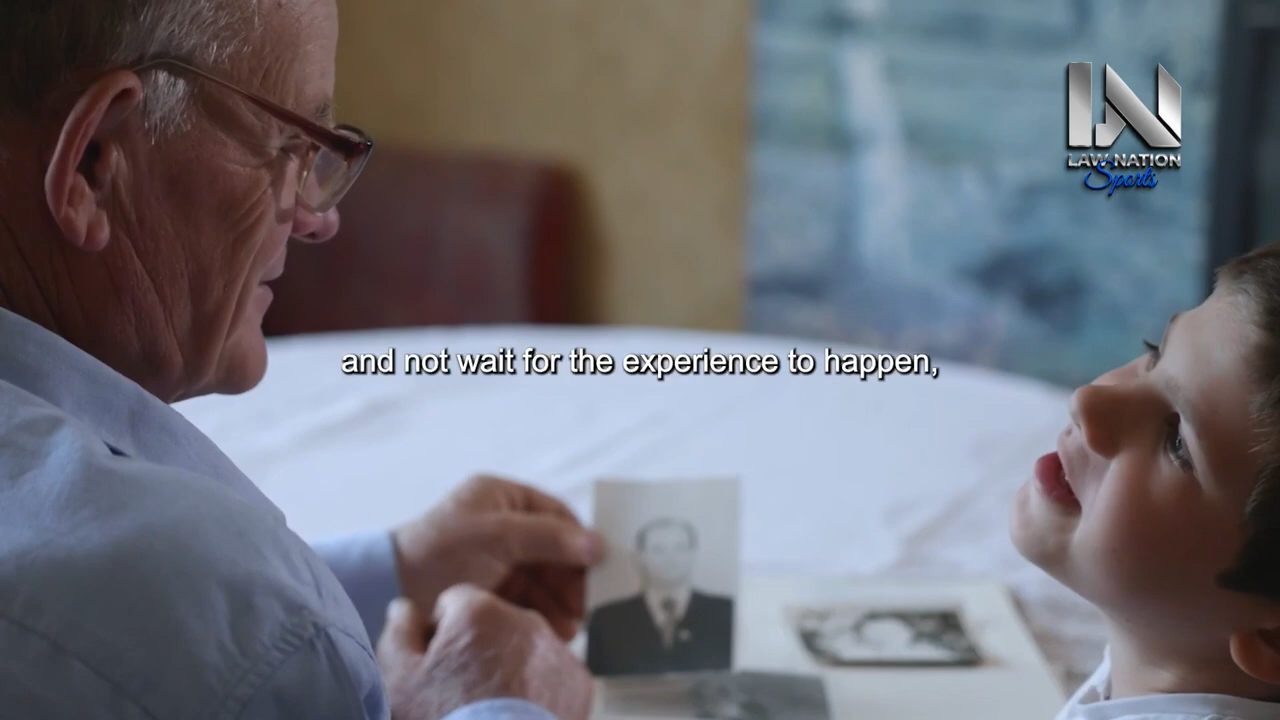 LAW NATION
Sports
and not wait for the experience to happen,